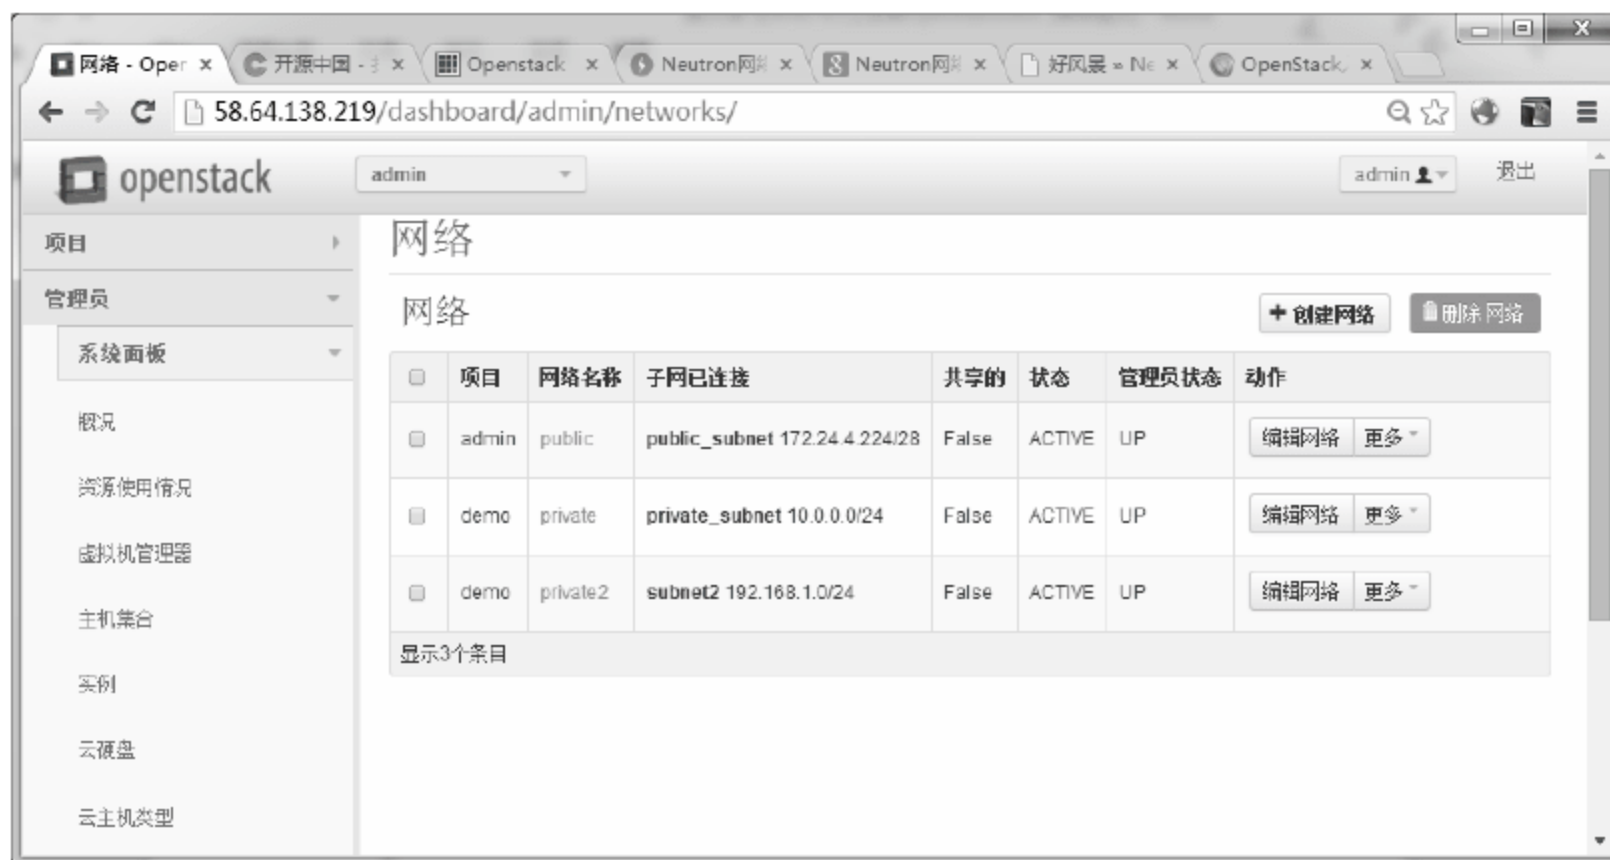 网络 - Oper
开源中国 -
Openstack
Neutron网
Neutron网
好风景 » Ne
OpenStack,
58.64.138.219/dashboard/admin/networks/
openstack
admin
admin
退出
项目
网络
管理员
网络
创建网络
删除网络
系统面板
项目 网络名称 子网已连接 共享的 状态 管理员状态 动作
概况
admin public public_subnet 172.24.4.224/28 False ACTIVE UP 编辑网络 更多
资源使用情况
demo private private_subnet 10.0.0.0/24 False ACTIVE UP 编辑网络 更多
虚拟机管理器
demo private2 subnet2 192.168.1.0/24 False ACTIVE UP 编辑网络 更多
主机集合
显示3个条目
实例
云硬盘
云主机类型